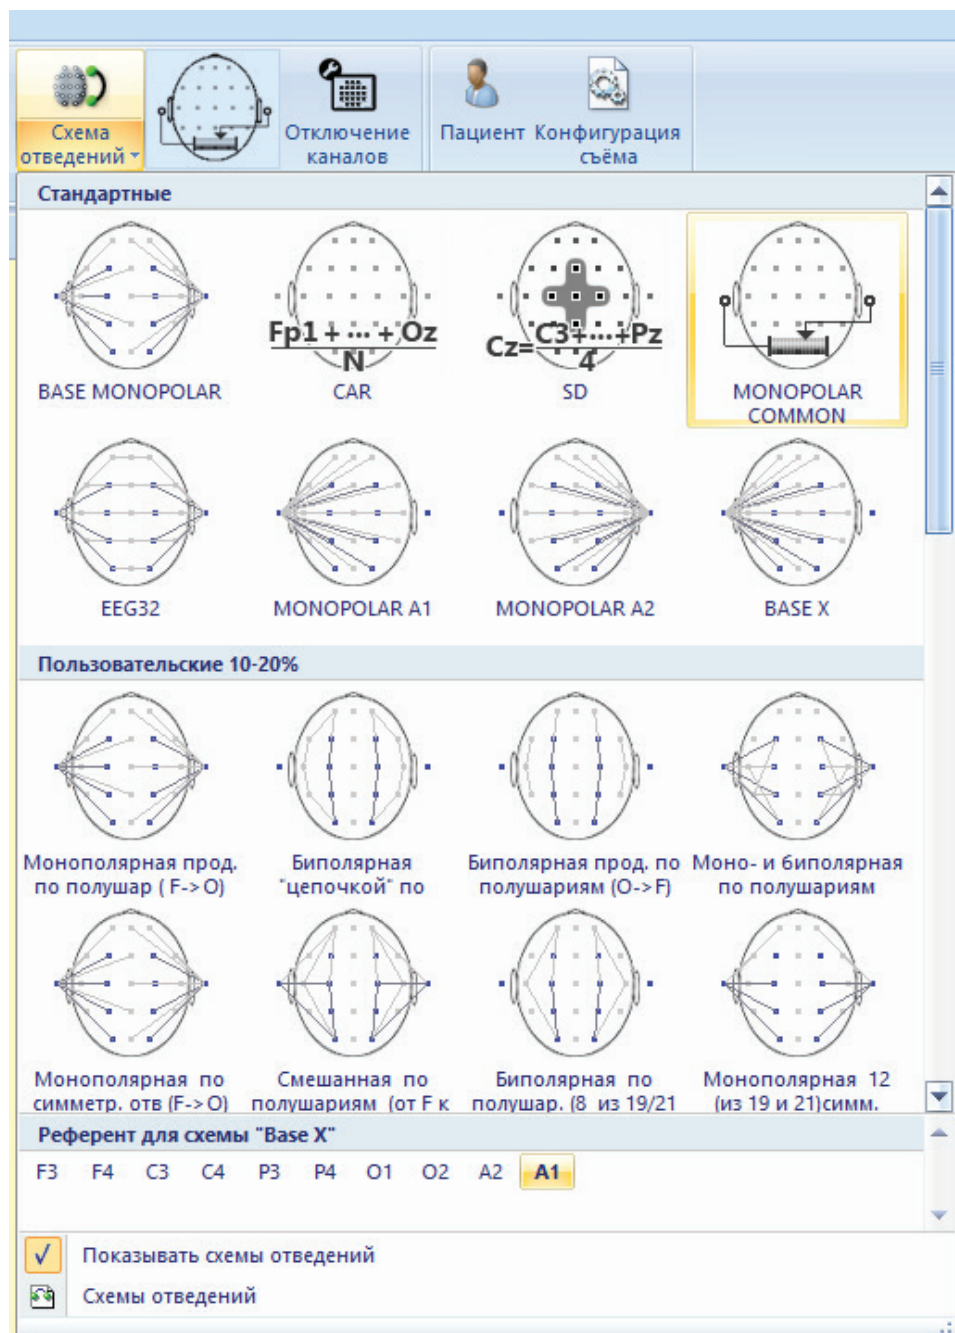 Схема
отведений
Отключение
каналов
Пациент
Конфигурация
съёма
Стандартные
Fp1 + ... + Oz
N
Cz= C3+...+Pz
4
BASE MONOPOLAR
CAR
SD
MONOPOLAR
COMMON
EEG32
MONOPOLAR A1
MONOPOLAR A2
BASE X
Пользовательские 10-20%
Монополярная прод.
по полушар ( F-> O)
Биполярная
"цепочкой" по
Биполярная прод. по
полушариям (O-> F)
Моно- и биполярная
по полушариям
Монополярная по
симметр. отв (F-> O)
Смешанная по
полушариям (от F к
Биполярная по
полушар. (8 из 19/21
Монополярная 12
(из 19 и 21)симм.
Референт для схемы "Base X"
F3 F4 C3 C4 P3 P4 O1 O2 A2 A1
Показывать схемы отведений
Схемы отведений